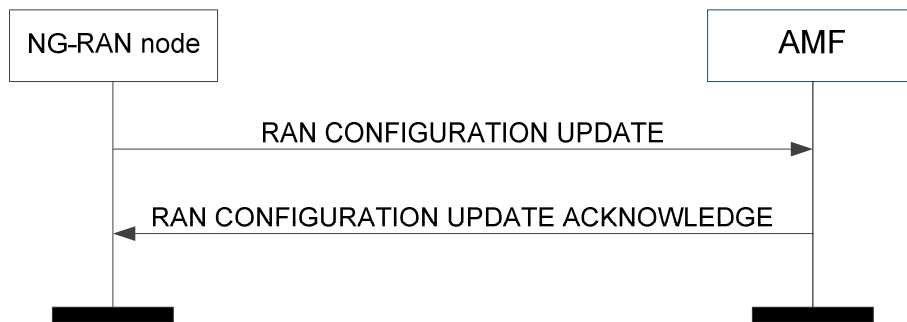 NG-RAN node
AMF
RAN CONFIGURATION UPDATE
RAN CONFIGURATION UPDATE ACKNOWLEDGE